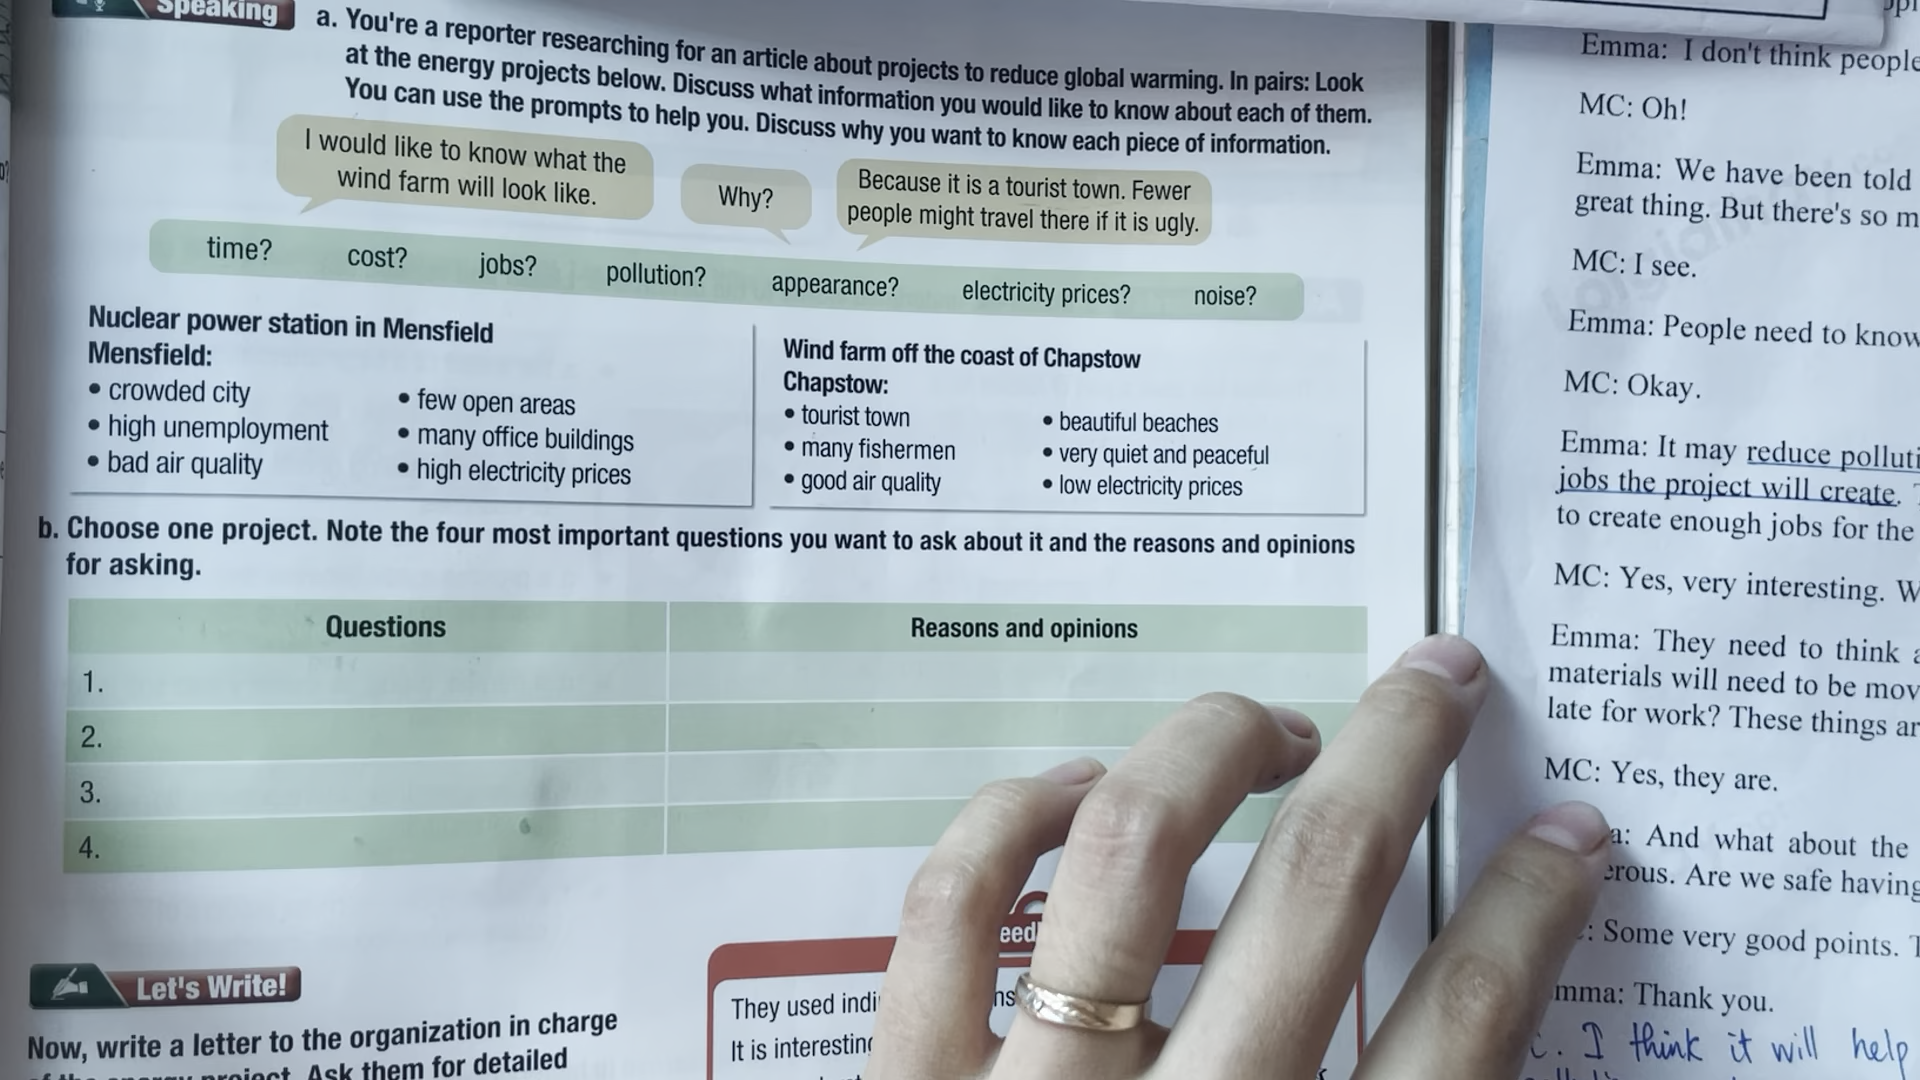 Speaking
a. You're a reporter researching for an article about projects to reduce global warming. In pairs: Look
at the energy projects below. Discuss what information you would like to know about each of them.
You can use the prompts to help you. Discuss why you want to know each piece of information.
I would like to know what the
wind farm will look like.
Why?
Because it is a tourist town. Fewer
people might travel there if it is ugly.
time? cost? jobs? pollution? appearance? electricity prices? noise?
Nuclear power station in Mensfield
Mensfield:
• crowded city
• high unemployment
• bad air quality
• few open areas
• many office buildings
• high electricity prices
Wind farm off the coast of Chapstow
Chapstow:
• tourist town
• many fishermen
• good air quality
• beautiful beaches
• very quiet and peaceful
• low electricity prices
b. Choose one project. Note the four most important questions you want to ask about it and the reasons and opinions
for asking.
Questions Reasons and opinions
1.
2.
3.
4.
Let's Write!
Now, write a letter to the organization in charge
project. Ask them for detailed
They used
It is
Emma: I don't think people
MC: Oh!
Emma: We have been told
great thing. But there's so
MC: I see.
Emma: People need to know
MC: Okay.
Emma: It may reduce
jobs the project will create.
to create enough jobs for the
MC: Yes, very interesting.
Emma: They need to think
materials will need to be
late for work? These things
MC: Yes, they are.
And what about the
Are we safe having
: Some very good points.
Thank you.
I think it will help